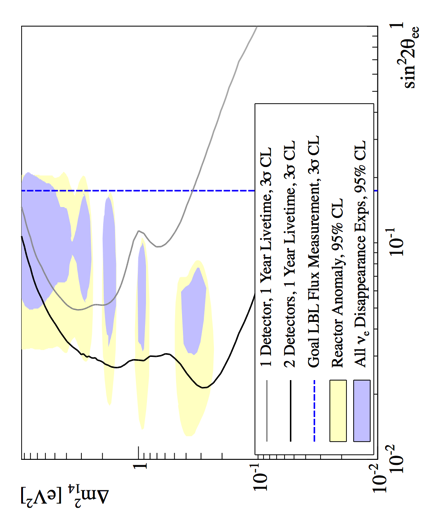 Δm²₁₄ [eV²]
1
10⁻¹
10⁻²
10⁻²
10⁻¹
1
sin²2θee
1 Detector, 1 Year Livetime, 3σ CL
2 Detectors, 1 Year Livetime, 3σ CL
Goal LBL Flux Measurement, 3σ CL
Reactor Anomaly, 95% CL
All νe Disappearance Exps, 95% CL